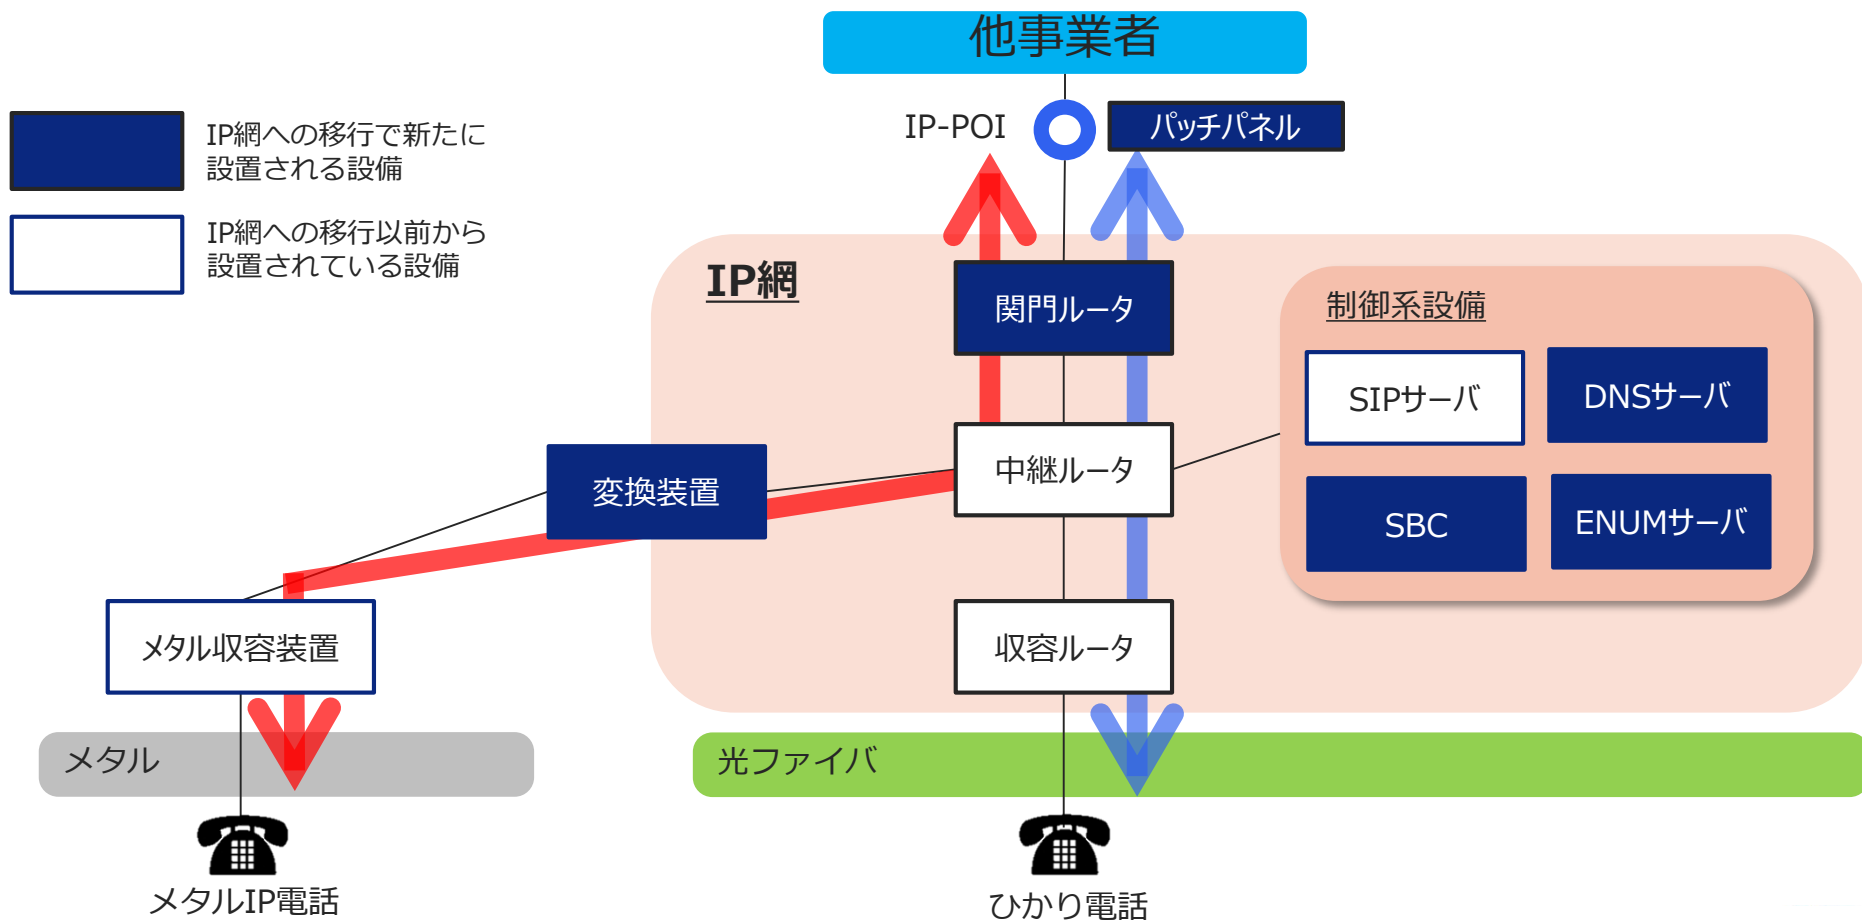 他事業者
IP-POI
パッチパネル
IP網への移行で新たに
設置される設備
IP網への移行以前から
設置されている設備
IP網
関門ルータ
制御系設備
SIPサーバ
DNSサーバ
中継ルータ
変換装置
SBC
ENUMサーバ
メタル収容装置
収容ルータ
メタル
光ファイバ
メタルIP電話
ひかり電話